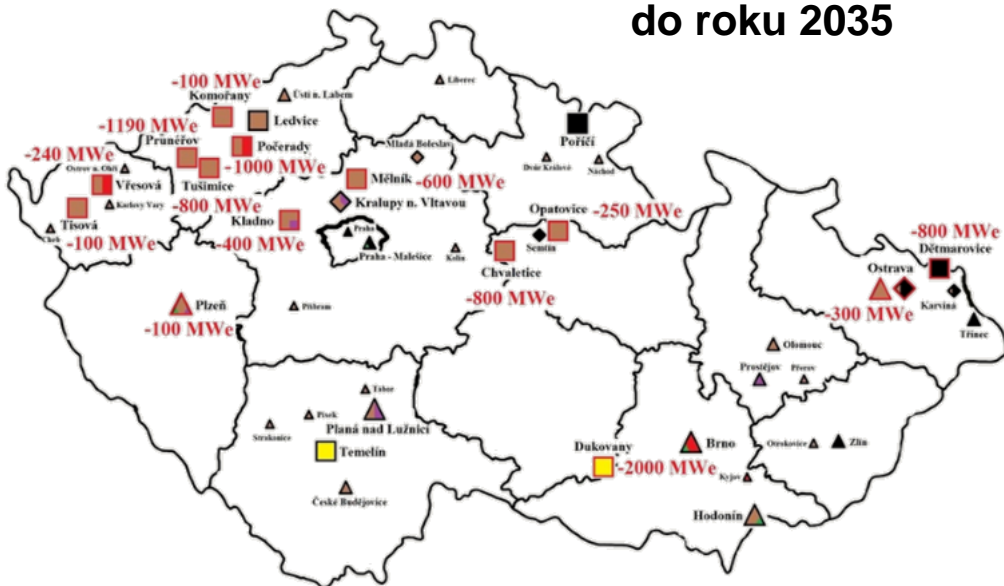 do roku 2035
-100 MWe
Komořany
Ústí n. Labem
Liberec
Ledvice
-1190 MWe
Průnéřov
Počerady
-1000 MWe
Tušimice
-800 MWe
-240 MWe
Ostrov n. Ohří
Vřesová
Karlovy Vary
Tisová
Cheb
-100 MWe
Kladno
-400 MWe
Mladá Boleslav
Mělník
-600 MWe
Kralupy n. Vltavou
Praha
Praha - Malešice
Kolín
Poříčí
Dvůr Králové
Náchod
Opatovice
-250 MWe
Semtín
Chvaletice
-800 MWe
-800 MWe
Dětmarovice
Ostrava
-300 MWe
Karviná
Třinec
Plzeň
-100 MWe
Příbram
Tábor
Písek
Planá nad Lužnicí
Strakonice
Temelín
České Budějovice
Olomouc
Prostějov
Přerov
Dukovany
-2000 MWe
Brno
Otrokovice
Zlín
Kyjov
Hodonín